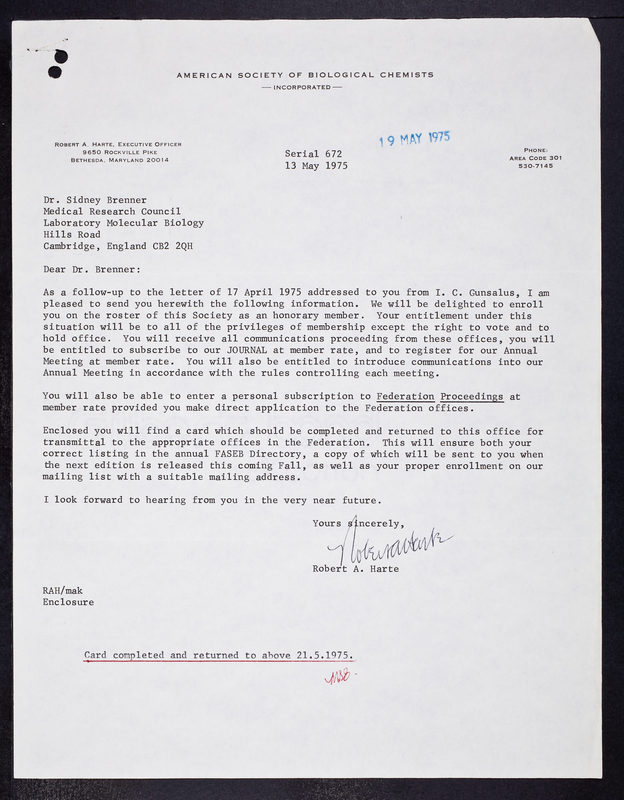 AMERICAN SOCIETY OF BIOLOGICAL CHEMISTS
— INCORPORATED —
ROBERT A. HARTE, EXECUTIVE OFFICER
9650 ROCKVILLE PIKE
BETHESDA, MARYLAND 20014
19 MAY 1975
Serial 672
13 May 1975
PHONE:
AREA CODE 301
530-7145
Dr. Sidney Brenner
Medical Research Council
Laboratory Molecular Biology
Hills Road
Cambridge, England CB2 2QH
Dear Dr. Brenner:
As a follow-up to the letter of 17 April 1975 addressed to you from I. C. Gunsalus, I am
pleased to send you herewith the following information. We will be delighted to enroll
you on the roster of this Society as an honorary member. Your entitlement under this
situation will be to all of the privileges of membership except the right to vote and to
hold office. You will receive all communications proceeding from these offices, you will
be entitled to subscribe to our JOURNAL at member rate, and to register for our Annual
Meeting at member rate. You will also be entitled to introduce communications into our
Annual Meeting in accordance with the rules controlling each meeting.
You will also be able to enter a personal subscription to Federation Proceedings at
member rate provided you make direct application to the Federation offices.
Enclosed you will find a card which should be completed and returned to this office for
transmittal to the appropriate offices in the Federation. This will ensure both your
correct listing in the annual FASEB Directory, a copy of which will be sent to you when
the next edition is released this coming Fall, as well as your proper enrollment on our
mailing list with a suitable mailing address.
I look forward to hearing from you in the very near future.
Yours sincerely,
Robert A Harte
Robert A. Harte
RAH/mak
Enclosure
Card completed and returned to above 21.5.1975.